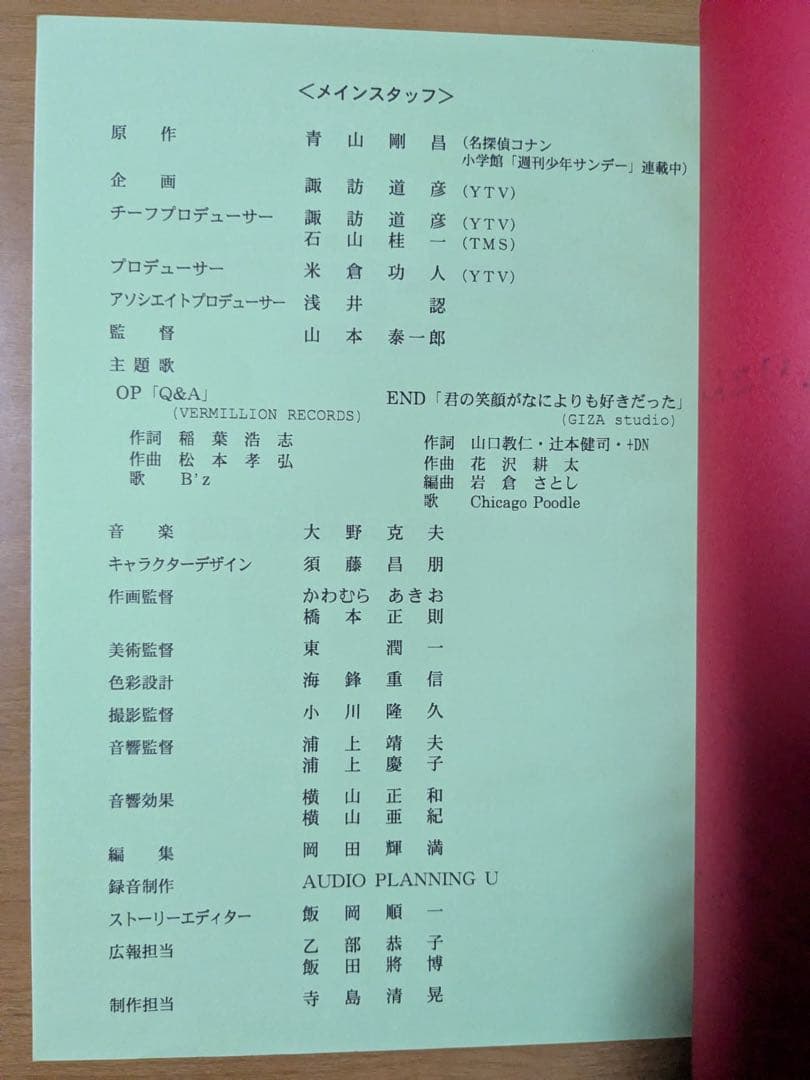 <メインスタッフ>
原作 青山剛昌 (名探偵コナン
小学館「週刊少年サンデー」連載中)
企画 諏訪道彦 (YTV)
チーフプロデューサー 諏訪道彦 (YTV)
石山桂一 (TMS)
プロデューサー 米倉功人 (YTV)
アソシエイトプロデューサー 浅井認
監督 山本泰一郎
主題歌
OP「Q&A」
(VERMILLION RECORDS)
作詞 稲葉浩志
作曲 松本孝弘
歌 B'z
END「君の笑顔がなによりも好きだった」
(GIZA studio)
作詞 山口教仁・辻本健司・+DN
作曲 花沢耕太
編曲 岩倉さとし
歌 Chicago Poodle
音楽 大野克夫
キャラクターデザイン 須藤昌朋
作画監督 かわむら あきお
橋本正則
美術監督 東潤一
色彩設計 海鋒重信
撮影監督 小川隆久
音響監督 浦上靖夫
浦上慶子
音響効果 横山正和
横山亜紀
編集 岡田輝満
録音制作 AUDIO PLANNING U
ストーリーエディター 飯岡順一
広報担当 乙部恭子
飯田將博
制作担当 寺島清晃